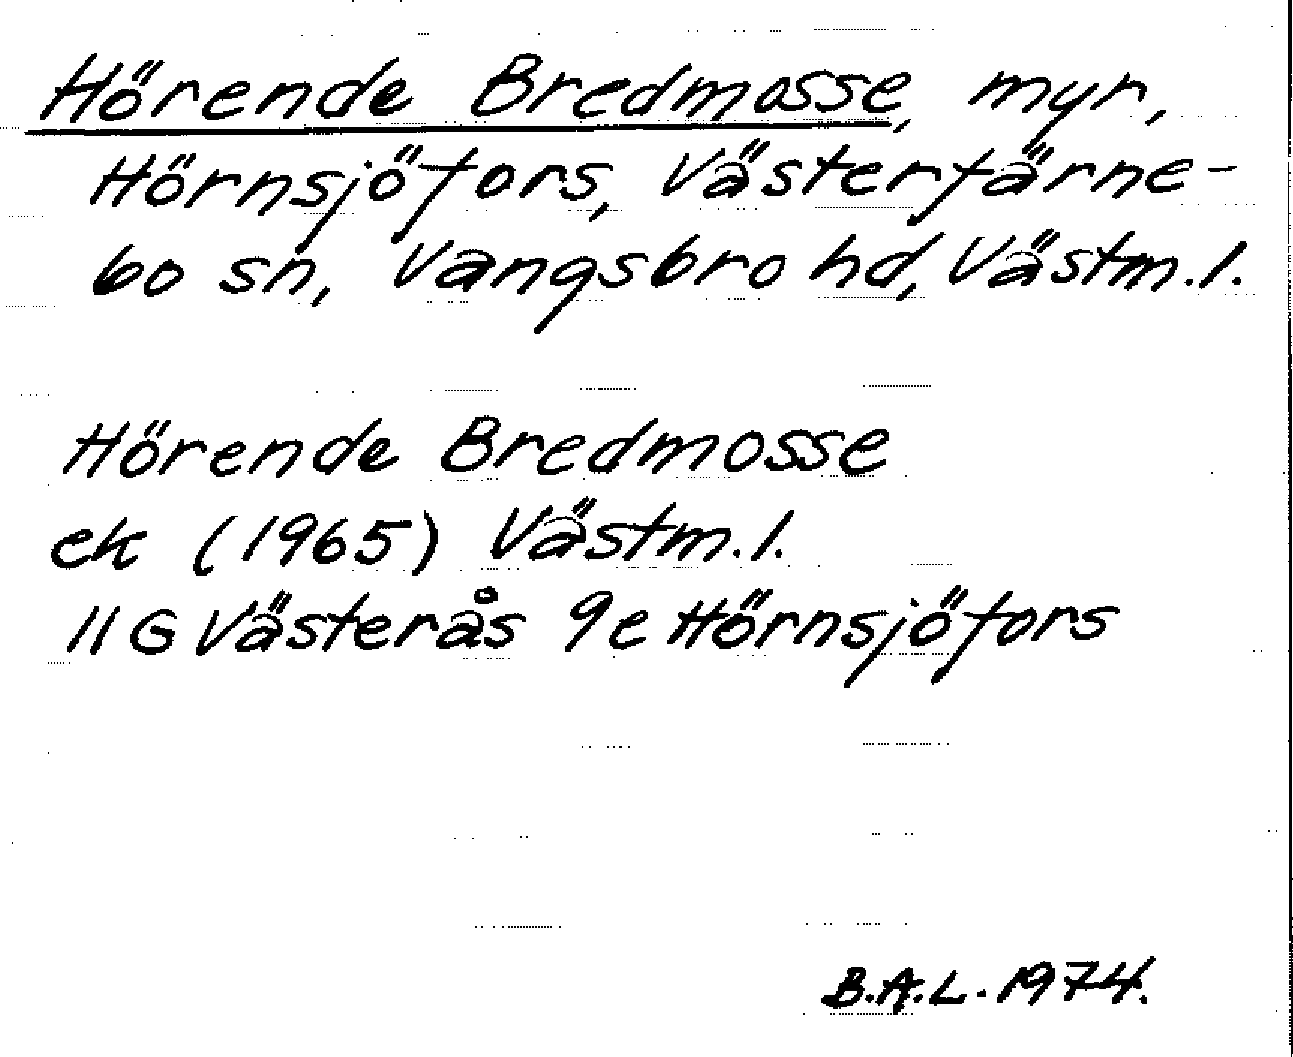 Hörende Bredmosse, myr,
Hörnsjöfors, Västerfärne-
bo sn, Vangsbro hd, Västm.l.
Hörende Bredmosse
ek (1965) Västm.l.
11G Västerås 9e Hörnsjöfors
B.A.L. 1974.